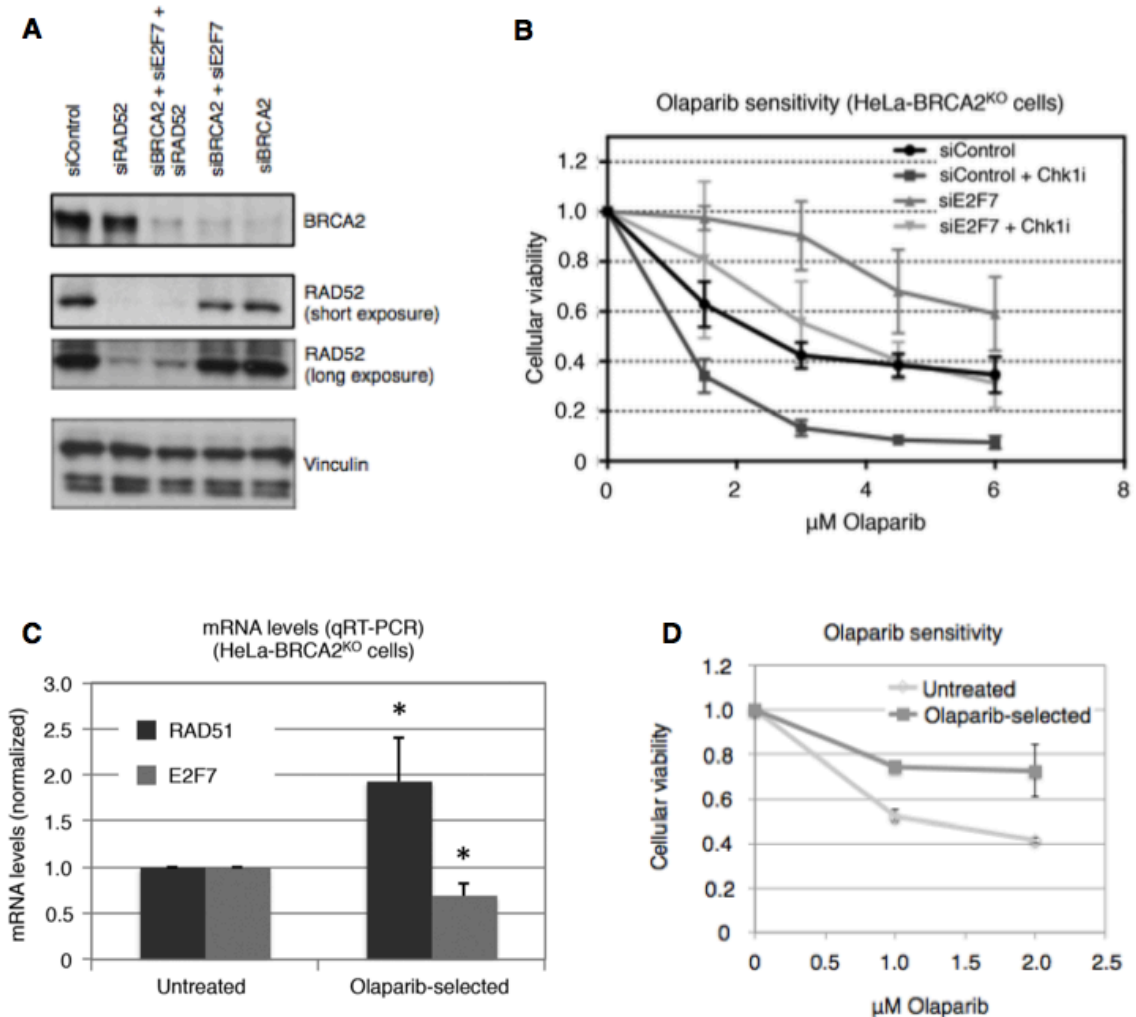 A
siControl
siRAD52
siBRCA2 + siE2F7 +
siRAD52
siBRCA2 + siE2F7
siBRCA2
BRCA2
RAD52
(short exposure)
RAD52
(long exposure)
Vinculin
B
Olaparib sensitivity (HeLa-BRCA2KO cells)
Cellular viability
1.2
1.0
0.8
0.6
0.4
0.2
0
siControl
siControl + Chk1i
siE2F7
siE2F7 + Chk1i
0 2 4 6 8
µM Olaparib
C
mRNA levels (qRT-PCR)
(HeLa-BRCA2KO cells)
mRNA levels (normalized)
3.0
2.5
2.0
1.5
1.0
0.5
0
RAD51
E2F7
*
*
Untreated Olaparib-selected
D
Olaparib sensitivity
Cellular viability
1.2
1.0
0.8
0.6
0.4
0.2
0
Untreated
Olaparib-selected
0 0.5 1.0 1.5 2.0 2.5
µM Olaparib